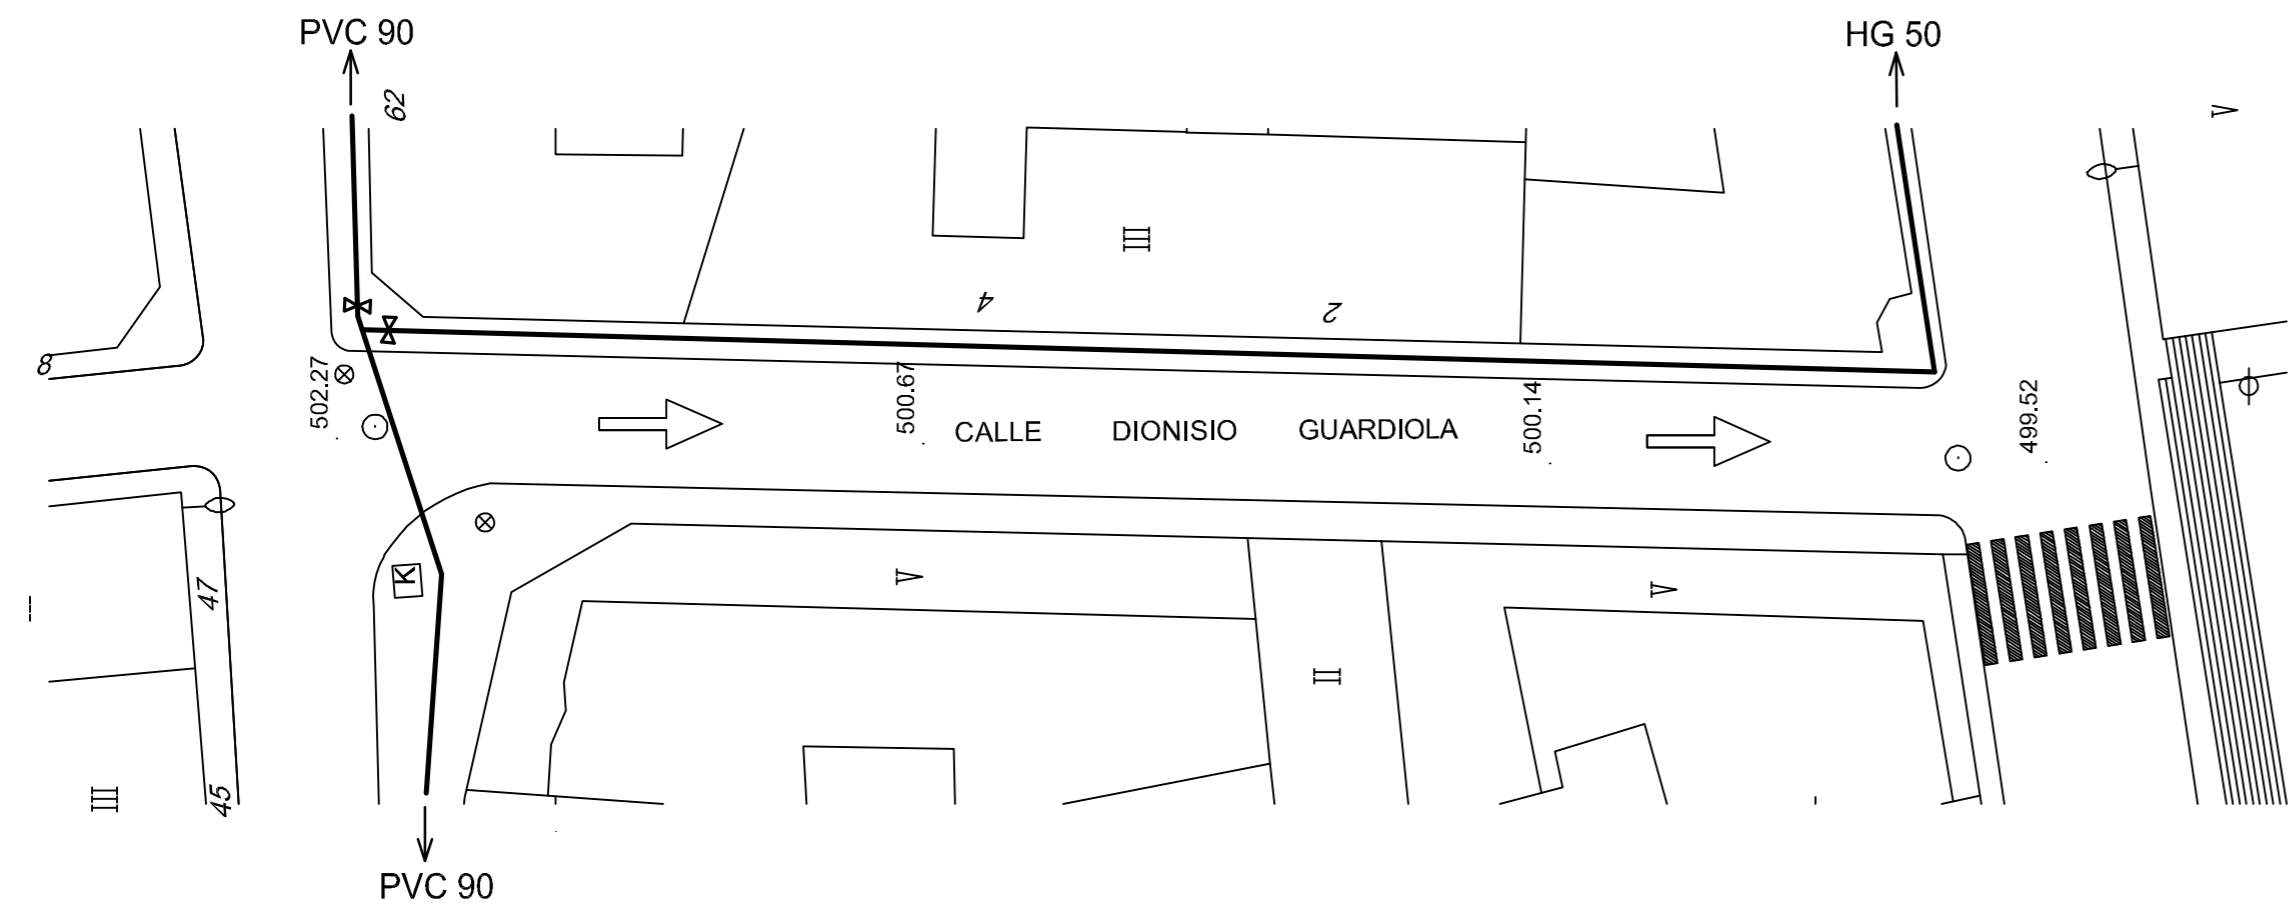 PVC 90
HG 50
62
V
III
4
2
8
502.27
500.67
CALLE DIONISIO GUARDIOLA
500.14
499.52
K
V
V
47
II
III
45
PVC 90